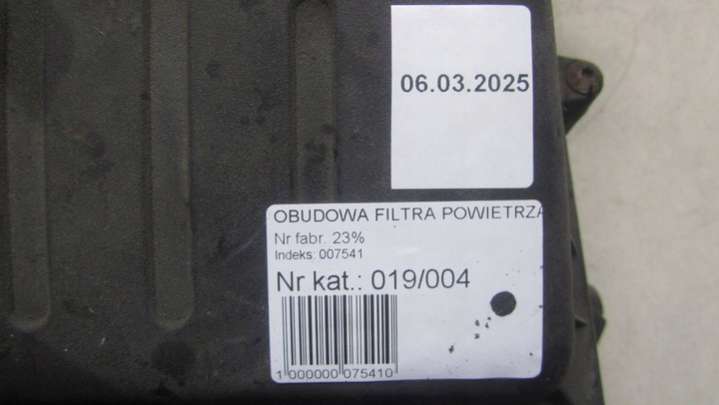 06.03.2025
OBUDOWA FILTRA POWIETRZA
Nr fabr. 23%
Indeks: 007541
Nr kat.: 019/004
1 000000 075410